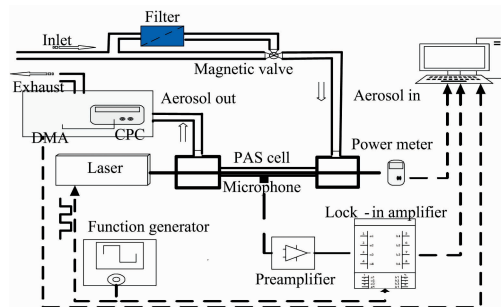 Filter
Inlet
Magnetic valve
Exhaust
Aerosol out
Aerosol in
DMA
CPC
Laser
PAS cell
Power meter
Microphone
Lock - in amplifier
Function generator
Preamplifier